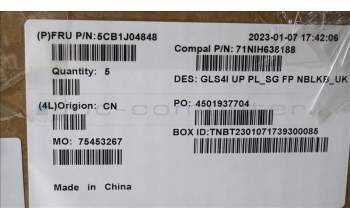 (P)FRU P/N:5CB1J04848
2023-01-07 17:42:06
Compal P/N:71NIH638188
Quantity: 5
DES: GLS4I UP PL_SG FP NBLKB_UK
(4L)Origion: CN
PO: 4501937704
MO: 75453267
BOX ID:TNBT2301071739300085
Made in China